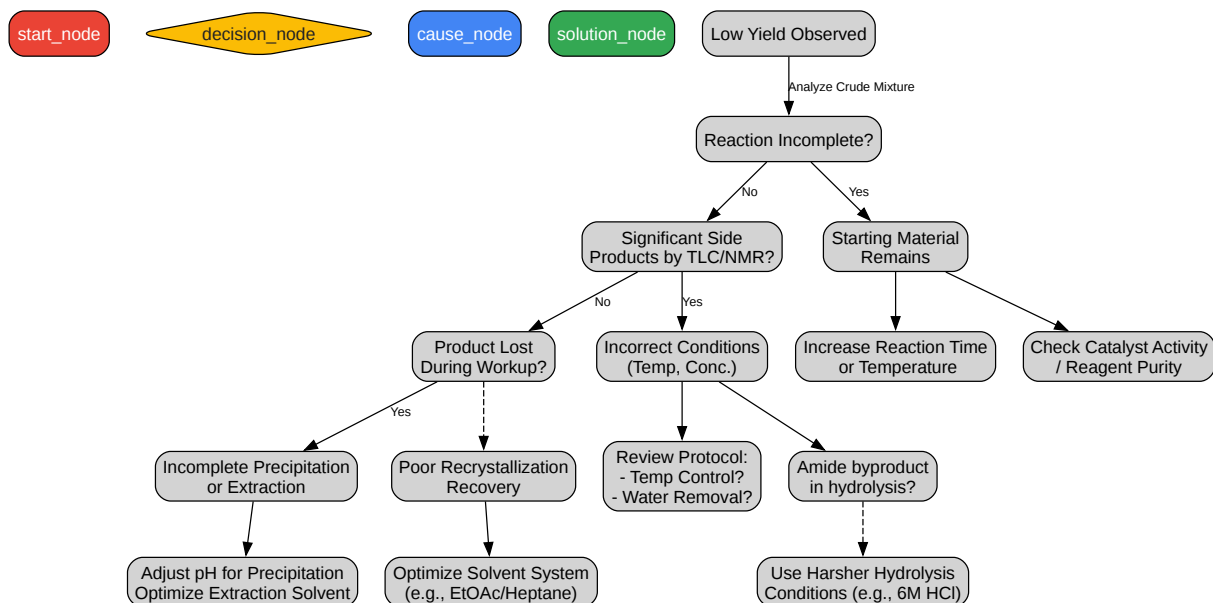 start_node
decision_node
cause_node
solution_node
Low Yield Observed
Analyze Crude Mixture
Reaction Incomplete?
No
Yes
Significant Side
Products by TLC/NMR?
Starting Material
Remains
No
Yes
Product Lost
During Workup?
Incorrect Conditions
(Temp, Conc.)
Increase Reaction Time
or Temperature
Check Catalyst Activity
/ Reagent Purity
Yes
Incomplete Precipitation
or Extraction
Poor Recrystallization
Recovery
Review Protocol:
- Temp Control?
- Water Removal?
Amide byproduct
in hydrolysis?
Adjust pH for Precipitation
Optimize Extraction Solvent
Optimize Solvent System
(e.g., EtOAc/Heptane)
Use Harsher Hydrolysis
Conditions (e.g., 6M HCl)